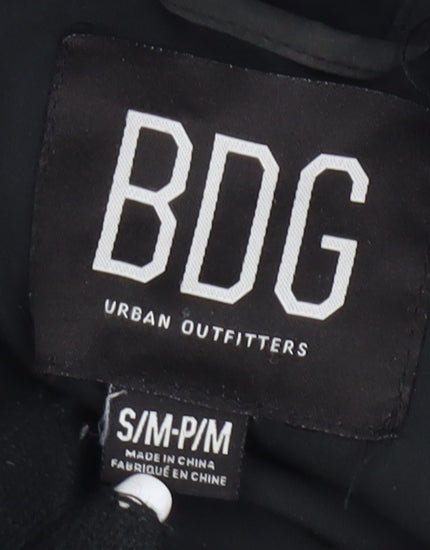 BDG
URBAN OUTFITTERS
S/M-P/M
MADE IN CHINA
FABRIQUÉ EN CHINE